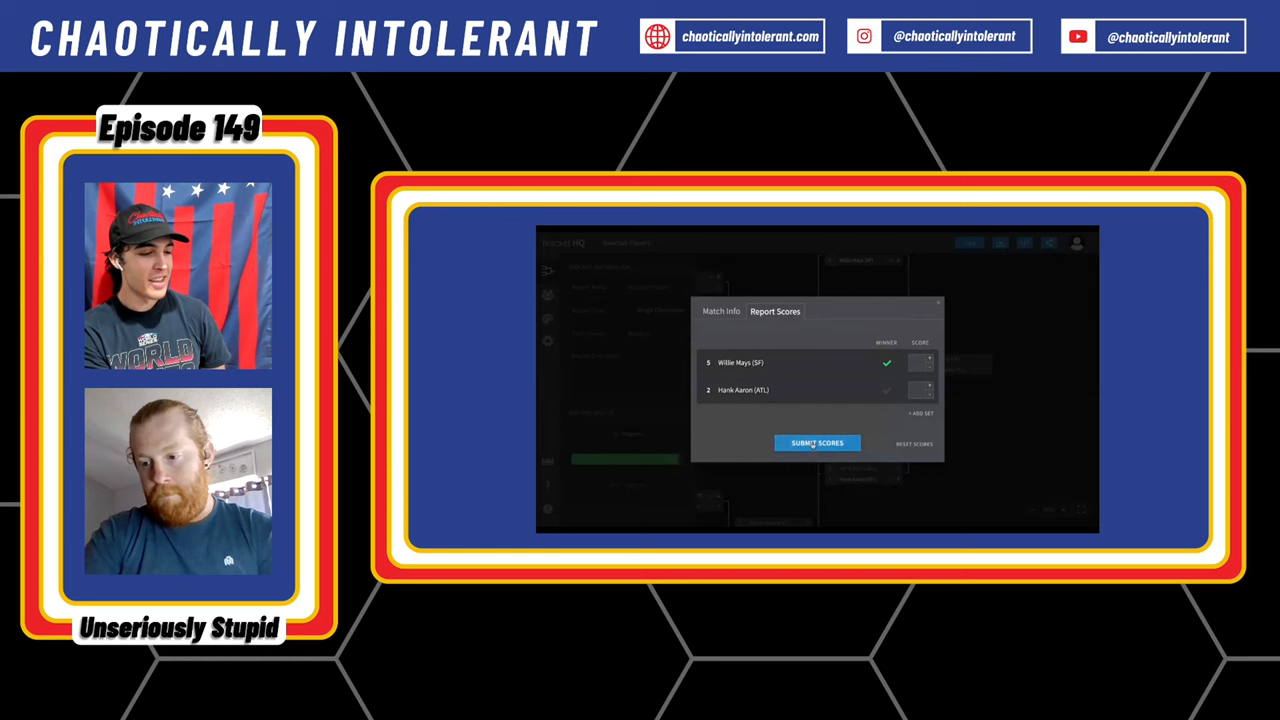 CHAOTICALLY INTOLERANT
chaoticallyintolerant.com
@chaoticallyintolerant
@chaoticallyintolerant
Episode 149
Match Info
Report Scores
WINNER
SCORE
5 Willie Mays (SF)
2 Hank Aaron (ATL)
+ ADD SET
SUBMIT SCORES
RESET SCORES
WORLD
Unseriously Stupid